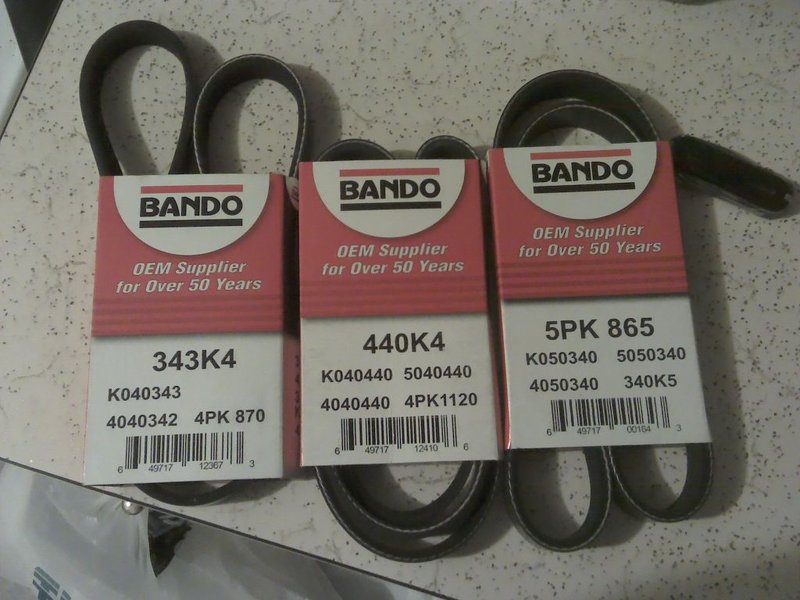 BANDO
OEM Supplier
for Over 50 Years
343K4
K040343
4040342 4PK 870
6 49717 12367 3
BANDO
OEM Supplier
for Over 50 Years
440K4
K040440 5040440
4040440 4PK1120
6 49717 12410 6
BANDO
OEM Supplier
for Over 50 Years
5PK 865
K050340 5050340
4050340 340K5
6 49717 00164 3